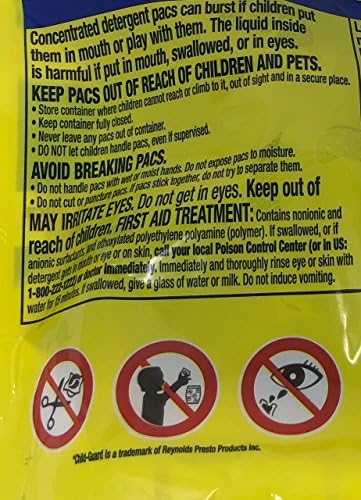 Concentrated detergent pacs can burst if children put
them in mouth or play with them. The liquid inside
is harmful if put in mouth, swallowed, or in eyes.
KEEP PACS OUT OF REACH OF CHILDREN AND PETS.
• Store container where children cannot reach or climb to it, out of sight and in a secure place.
• Keep container fully closed.
• Never leave any pacs out of container.
• DO NOT let children handle pacs, even if supervised.
AVOID BREAKING PACS.
• Do not handle pacs with wet or moist hands. Do not expose pacs to moisture.
• Do not cut or puncture pacs. If pacs stick together, do not try to separate them.
MAY IRRITATE EYES. Do not get in eyes. Keep out of
reach of children. FIRST AID TREATMENT: Contains nonionic and
anionic surfactants, and ethoxylated polyethylene polyamine (polymer). If swallowed, or if
detergent gets in mouth or eye or on skin, call your local Poison Control Center (or in US:
1-800-222-1222) or doctor immediately. Immediately and thoroughly rinse eye or skin with
water for 15 minutes. If swallowed, give a glass of water or milk. Do not induce vomiting.
*Child-Guard is a trademark of Reynolds Presto Products Inc.